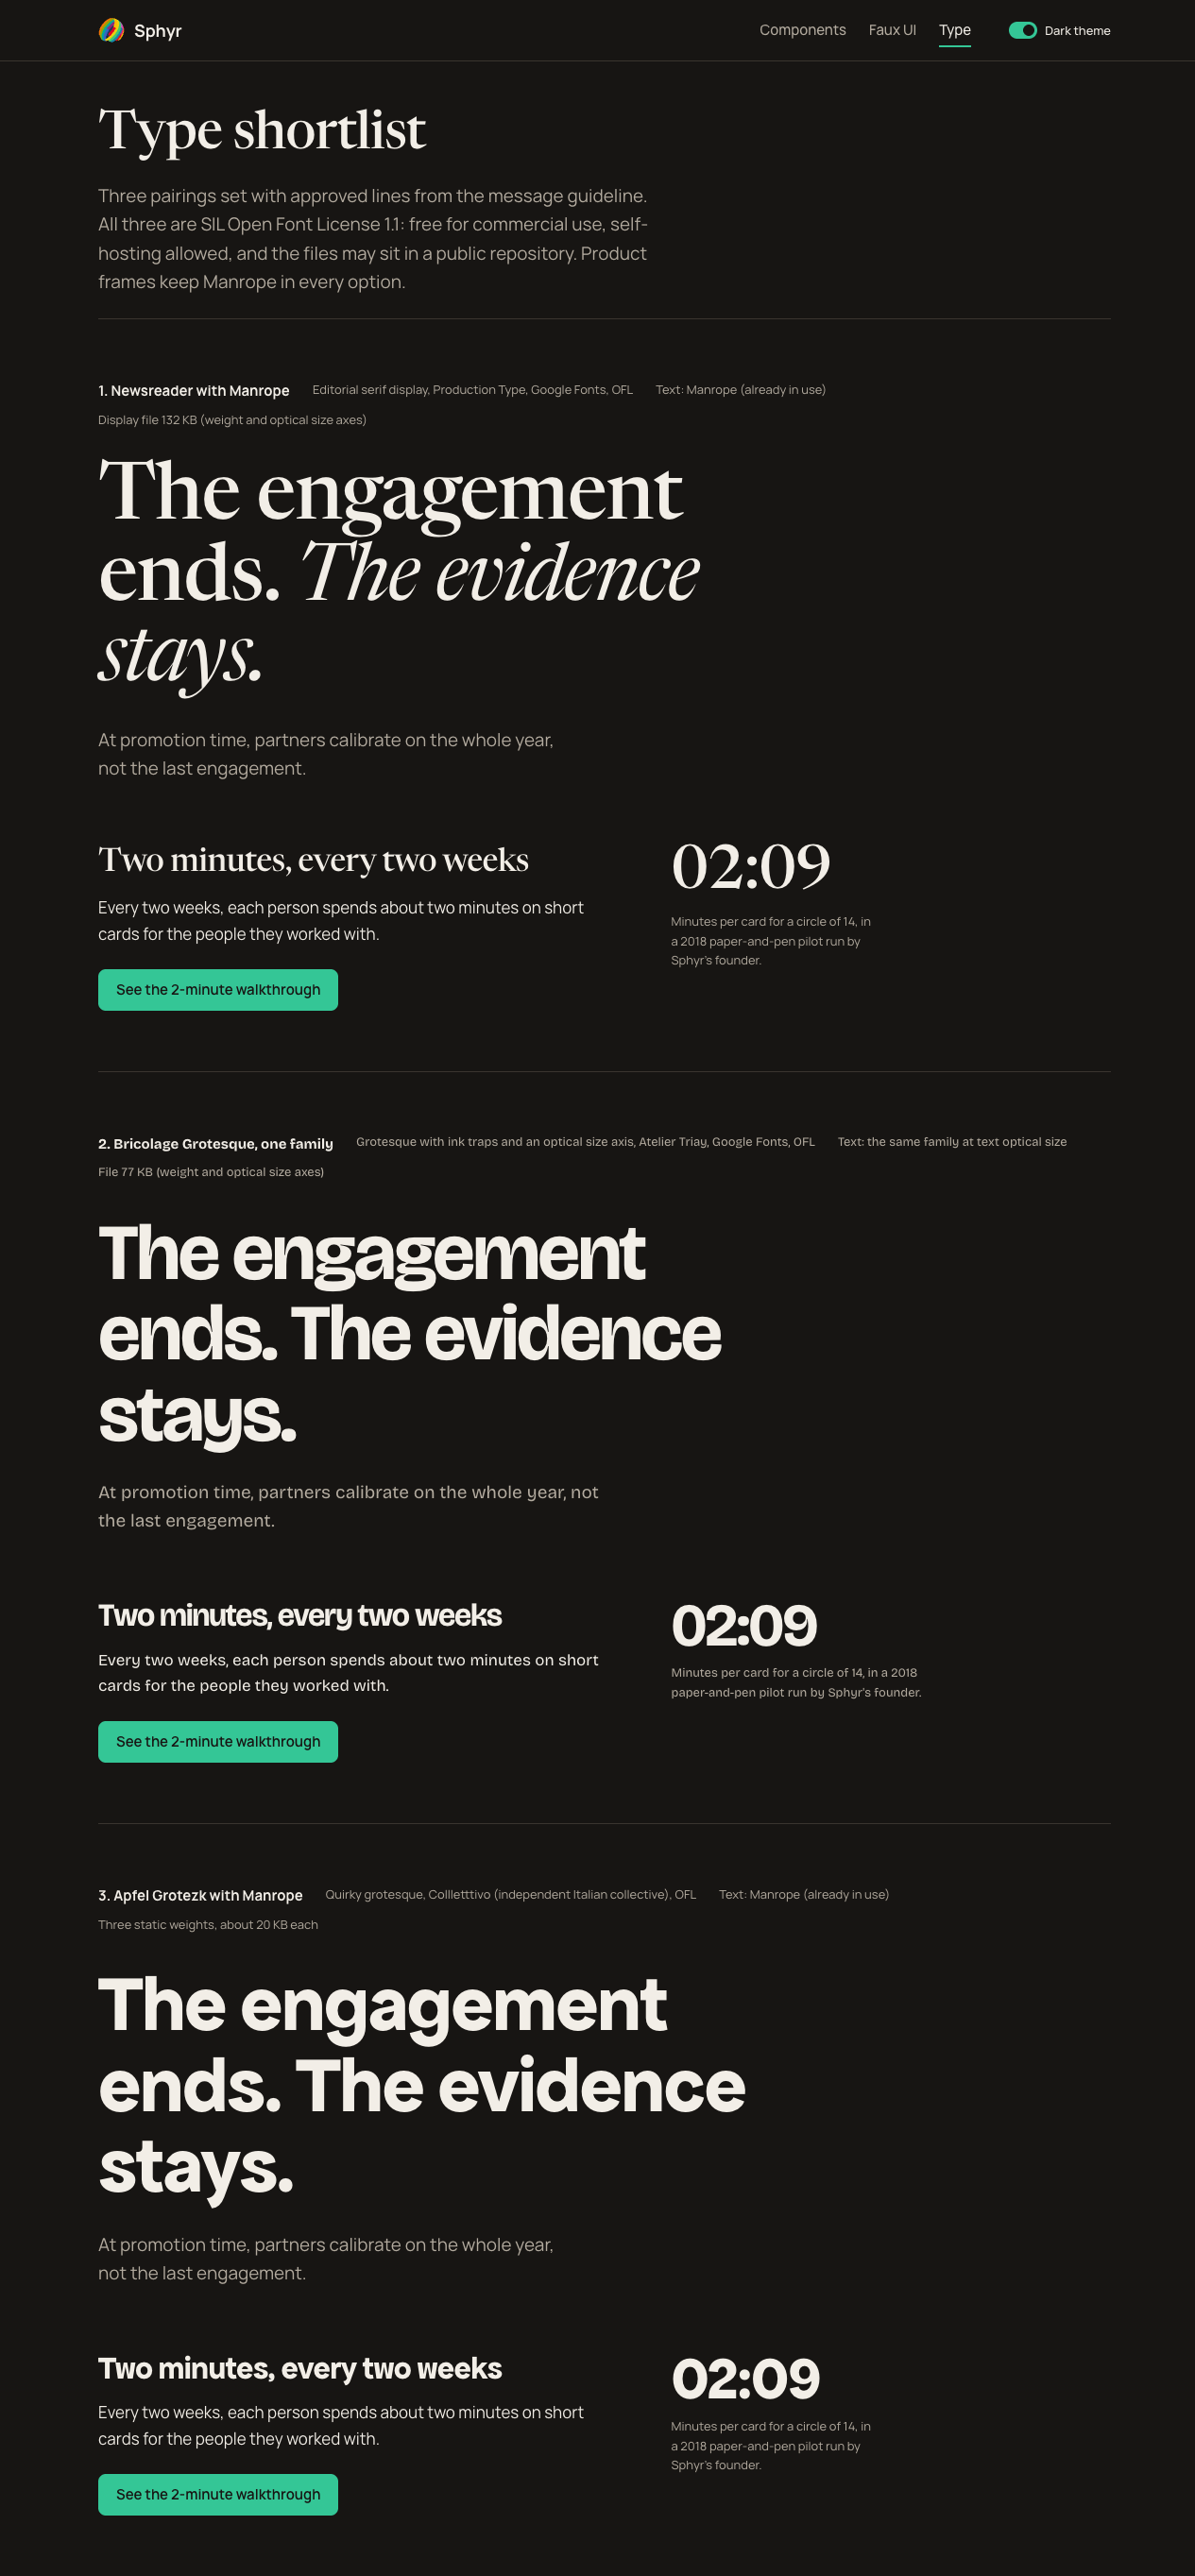 Sphyr
Components
Faux UI
Type
Dark theme
Type shortlist
Three pairings set with approved lines from the message guideline.
All three are SIL Open Font License 1.1: free for commercial use, self-
hosting allowed, and the files may sit in a public repository. Product
frames keep Manrope in every option.
1. Newsreader with Manrope
Editorial serif display, Production Type, Google Fonts, OFL
Text: Manrope (already in use)
Display file 132 KB (weight and optical size axes)
The engagement
ends. The evidence
stays.
At promotion time, partners calibrate on the whole year,
not the last engagement.
Two minutes, every two weeks
Every two weeks, each person spends about two minutes on short
cards for the people they worked with.
See the 2-minute walkthrough
02:09
Minutes per card for a circle of 14, in
a 2018 paper-and-pen pilot run by
Sphyr's founder.
2. Bricolage Grotesque, one family
Grotesque with ink traps and an optical size axis, Atelier Triay, Google Fonts, OFL
Text: the same family at text optical size
File 77 KB (weight and optical size axes)
The engagement
ends. The evidence
stays.
At promotion time, partners calibrate on the whole year, not
the last engagement.
Two minutes, every two weeks
Every two weeks, each person spends about two minutes on short
cards for the people they worked with.
See the 2-minute walkthrough
02:09
Minutes per card for a circle of 14, in a 2018
paper-and-pen pilot run by Sphyr's founder.
3. Apfel Grotezk with Manrope
Quirky grotesque, Collletttivo (independent Italian collective), OFL
Text: Manrope (already in use)
Three static weights, about 20 KB each
The engagement
ends. The evidence
stays.
At promotion time, partners calibrate on the whole year,
not the last engagement.
Two minutes, every two weeks
Every two weeks, each person spends about two minutes on short
cards for the people they worked with.
See the 2-minute walkthrough
02:09
Minutes per card for a circle of 14, in
a 2018 paper-and-pen pilot run by
Sphyr's founder.